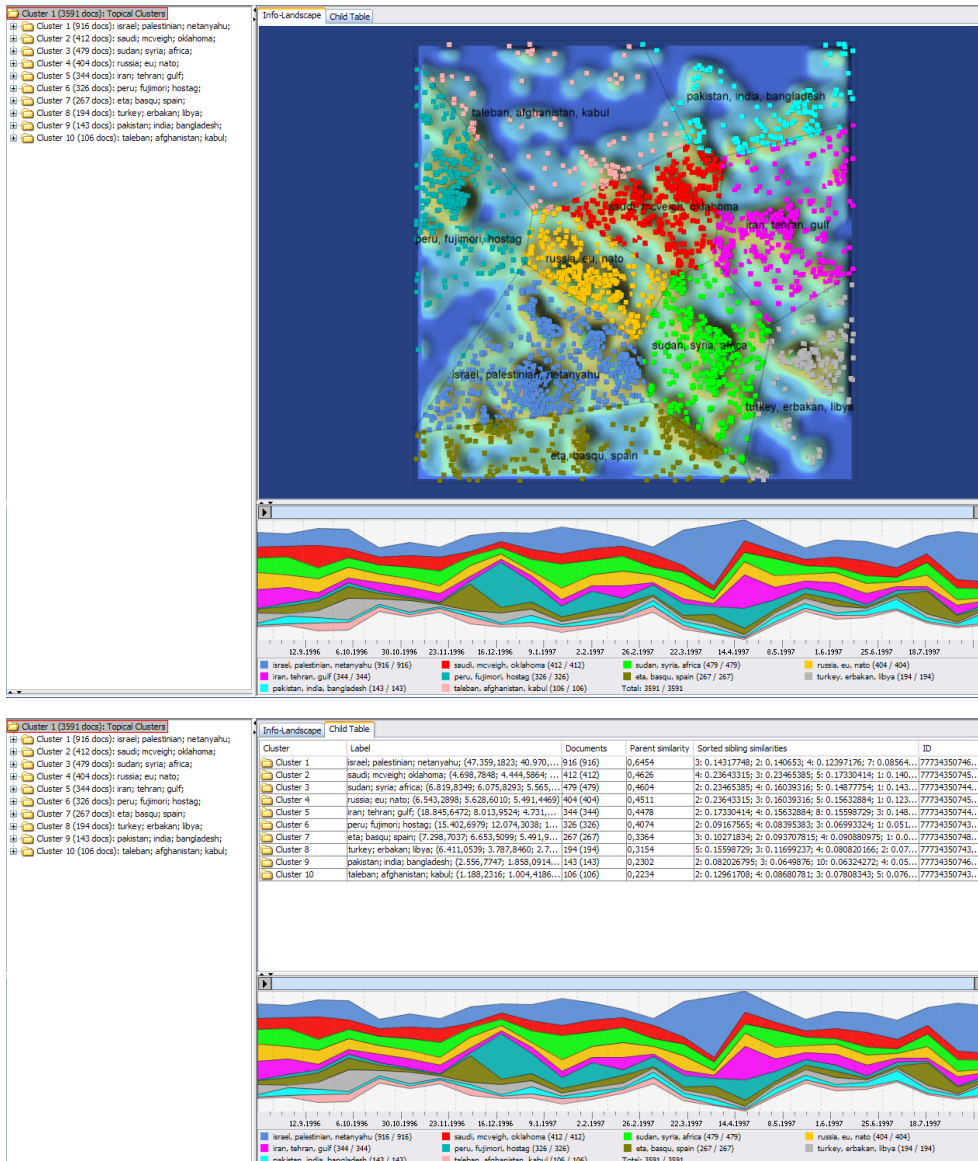 Cluster 1 (3591 docs): Topical Clusters
Cluster 1 (916 docs): israel; palestinian; netanyahu;
Cluster 2 (412 docs): saudi; mcveigh; oklahoma;
Cluster 3 (479 docs): sudan; syria; africa;
Cluster 4 (404 docs): russia; eu; nato;
Cluster 5 (344 docs): iran; tehran; gulf;
Cluster 6 (326 docs): peru; fujimori; hostag;
Cluster 7 (267 docs): eta; basqu; spain;
Cluster 8 (194 docs): turkey; erbakan; libya;
Cluster 9 (143 docs): pakistan; india; bangladesh;
Cluster 10 (106 docs): taleban; afghanistan; kabul;
Info-Landscape Child Table
pakistan, india, bangladesh
taleban, afghanistan, kabul
saudi, mcveigh, oklahoma
iran, tehran, gulf
peru, fujimori, hostag
russia, eu, nato
sudan, syria, africa
israel, palestinian, netanyahu
turkey, erbakan, libya
eta, basqu, spain
12.9.1996 6.10.1996 30.10.1996 23.11.1996 16.12.1996 9.1.1997 2.2.1997 26.2.1997 22.3.1997 14.4.1997 8.5.1997 1.6.1997 25.6.1997 18.7.1997
israel, palestinian, netanyahu (916 / 916) saudi, mcveigh, oklahoma (412 / 412) sudan, syria, africa (479 / 479) russia, eu, nato (404 / 404)
iran, tehran, gulf (344 / 344) peru, fujimori, hostag (326 / 326) eta, basqu, spain (267 / 267) turkey, erbakan, libya (194 / 194)
pakistan, india, bangladesh (143 / 143) taleban, afghanistan, kabul (106 / 106) Total: 3591 / 3591
Cluster 1 (3591 docs): Topical Clusters
Cluster 1 (916 docs): israel; palestinian; netanyahu;
Cluster 2 (412 docs): saudi; mcveigh; oklahoma;
Cluster 3 (479 docs): sudan; syria; africa;
Cluster 4 (404 docs): russia; eu; nato;
Cluster 5 (344 docs): iran; tehran; gulf;
Cluster 6 (326 docs): peru; fujimori; hostag;
Cluster 7 (267 docs): eta; basqu; spain;
Cluster 8 (194 docs): turkey; erbakan; libya;
Cluster 9 (143 docs): pakistan; india; bangladesh;
Cluster 10 (106 docs): taleban; afghanistan; kabul;
Info-Landscape Child Table
Cluster Label Documents Parent similarity Sorted sibling similarities ID
Cluster 1 israel; palestinian; netanyahu; (47.359,1823; 40.970,... 916 (916) 0,6454 3: 0.14317748; 2: 0.140653; 4: 0.12397176; 7: 0.08564... 77734350746...
Cluster 2 saudi; mcveigh; oklahoma; (4.698,7848; 4.444,5864; ... 412 (412) 0,4626 4: 0.23643315; 3: 0.23465385; 5: 0.17330414; 1: 0.140... 77734350745...
Cluster 3 sudan; syria; africa; (6.819,8349; 6.075,8293; 5.565,... 479 (479) 0,4604 2: 0.23465385; 4: 0.16039316; 5: 0.14877754; 1: 0.143... 77734350744...
Cluster 4 russia; eu; nato; (6.543,2898; 5.628,6010; 5.491,4469) 404 (404) 0,4511 2: 0.23643315; 3: 0.16039316; 5: 0.15632884; 1: 0.123... 77734350745...
Cluster 5 iran; tehran; gulf; (18.845,6472; 8.013,9524; 4.731,... 344 (344) 0,4478 2: 0.17330414; 4: 0.15632884; 8: 0.15598729; 3: 0.148... 77734350744...
Cluster 6 peru; fujimori; hostag; (15.402,6979; 12.074,3038; 1... 326 (326) 0,4074 2: 0.09167565; 4: 0.08395383; 3: 0.06993324; 1: 0.051... 77734350743...
Cluster 7 eta; basqu; spain; (7.298,7037; 6.653,5099; 5.491,9... 267 (267) 0,3364 3: 0.10271834; 2: 0.093707815; 4: 0.090880975; 1: 0.0... 77734350748...
Cluster 8 turkey; erbakan; libya; (6.411,0539; 3.787,8460; 2.7... 194 (194) 0,3154 5: 0.15598729; 3: 0.11699237; 4: 0.080820166; 2: 0.07... 77734350743...
Cluster 9 pakistan; india; bangladesh; (2.556,7747; 1.858,0914... 143 (143) 0,2302 2: 0.082026795; 3: 0.0649876; 10: 0.06324272; 4: 0.05... 77734350746...
Cluster 10 taleban; afghanistan; kabul; (1.188,2316; 1.004,4186... 106 (106) 0,2234 2: 0.12961708; 4: 0.08680781; 3: 0.07808343; 5: 0.076... 77734350743...
12.9.1996 6.10.1996 30.10.1996 23.11.1996 16.12.1996 9.1.1997 2.2.1997 26.2.1997 22.3.1997 14.4.1997 8.5.1997 1.6.1997 25.6.1997 18.7.1997
israel, palestinian, netanyahu (916 / 916) saudi, mcveigh, oklahoma (412 / 412) sudan, syria, africa (479 / 479) russia, eu, nato (404 / 404)
iran, tehran, gulf (344 / 344) peru, fujimori, hostag (326 / 326) eta, basqu, spain (267 / 267) turkey, erbakan, libya (194 / 194)
pakistan, india, bangladesh (143 / 143) taleban, afghanistan, kabul (106 / 106) Total: 3591 / 3591